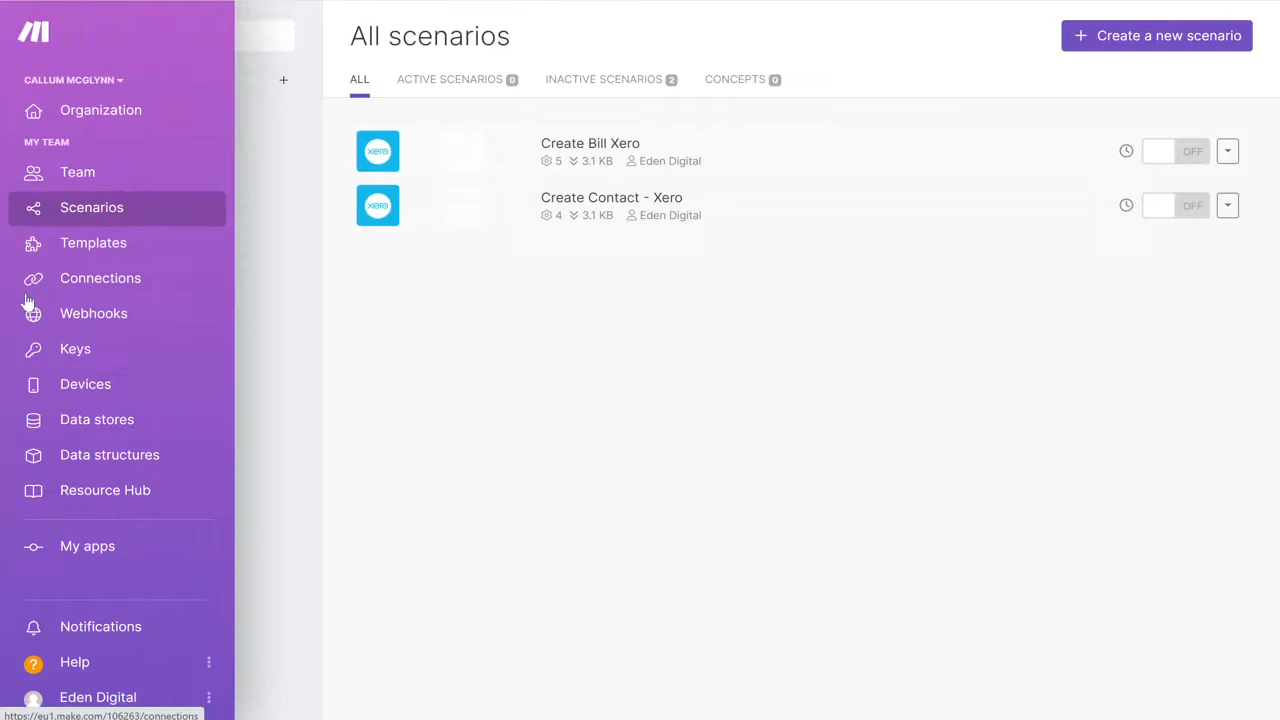 CALLUM MCGLYNN
Organization
MY TEAM
Team
Scenarios
Templates
Connections
Webhooks
Keys
Devices
Data stores
Data structures
Resource Hub
My apps
Notifications
? Help
Eden Digital
https://eu1.make.com/106263/connections
+
All scenarios
+ Create a new scenario
ALL
ACTIVE SCENARIOS 0
INACTIVE SCENARIOS 2
CONCEPTS 0
xero
Create Bill Xero
5 3.1 KB Eden Digital
OFF
xero
Create Contact - Xero
4 3.1 KB Eden Digital
OFF